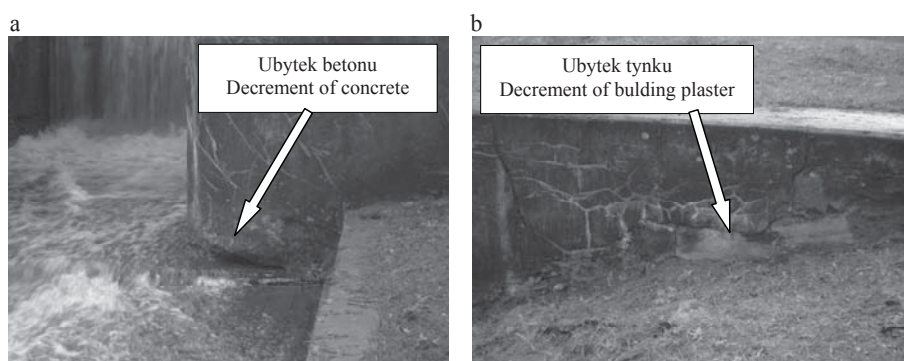 a
Ubytek betonu
Decrement of concrete
b
Ubytek tynku
Decrement of bulding plaster